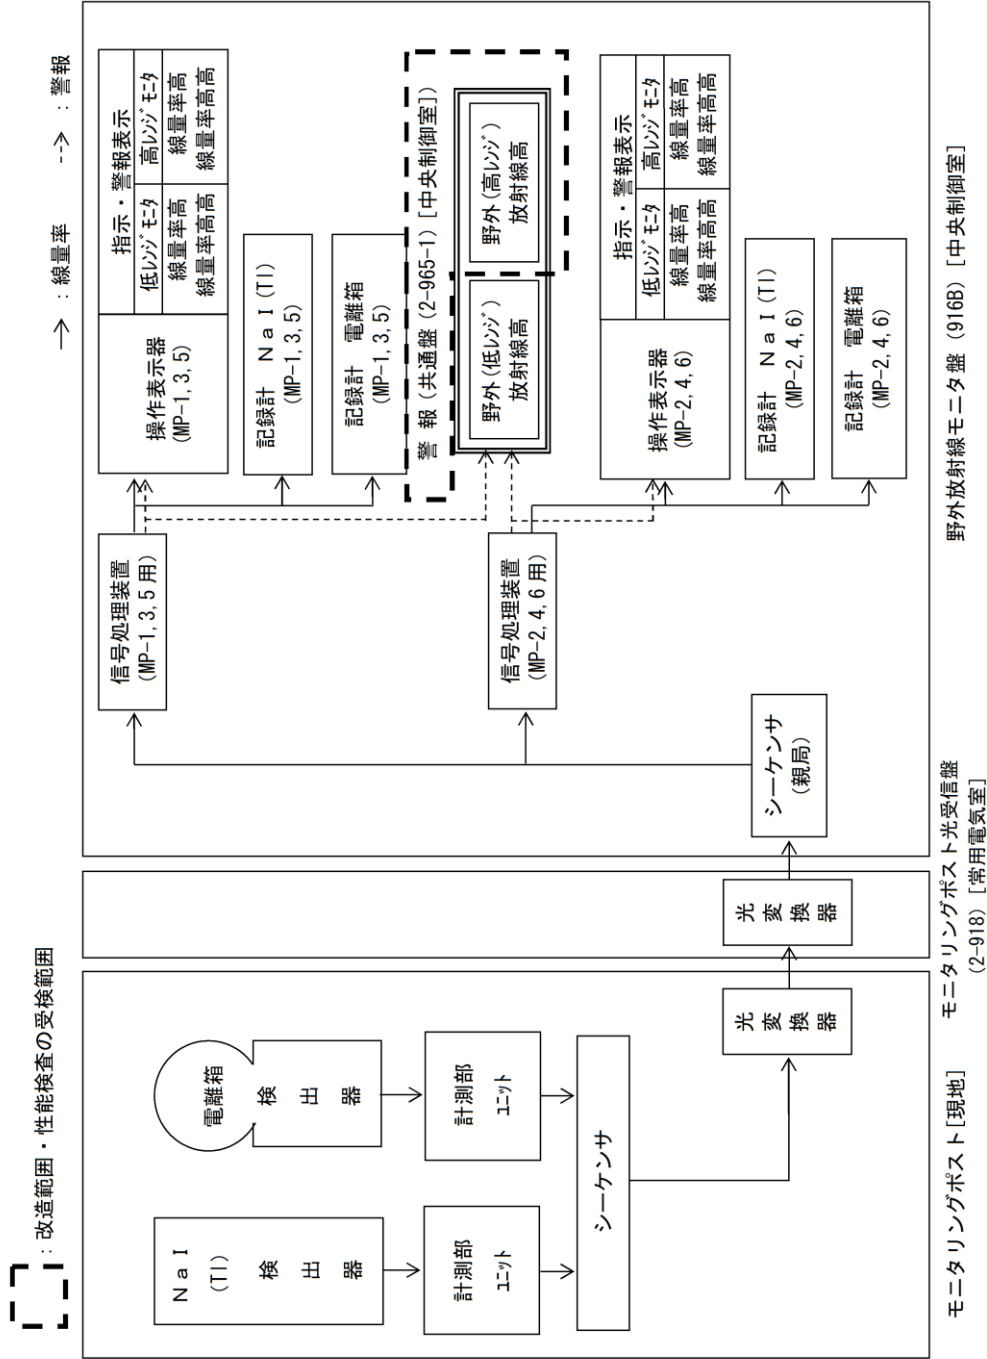 : 改造範囲・性能検査の受検範囲
→ : 線量率
--> : 警報
Ｎａ I
(Tl)
検
出
器
計測部
ﾕﾆｯﾄ
電離箱
検
出
器
計測部
ﾕﾆｯﾄ
シーケンサ
光
変
換
器
モニタリングポスト[現地]
光
変
換
器
モニタリングポスト光受信盤
(2-918) [常用電気室]
シーケンサ
(親局)
信号処理装置
(MP-1,3,5 用)
信号処理装置
(MP-2,4,6 用)
操作表示器
(MP-1,3,5)
指示・警報表示
低ﾚﾝｼﾞﾓﾆﾀ
高ﾚﾝｼﾞﾓﾆﾀ
線量率高
線量率高高
線量率高
線量率高高
記録計　Ｎａ I (Tl)
(MP-1,3,5)
記録計　電離箱
(MP-1,3,5)
警 報 (共通盤 (2-965-1) [中央制御室])
野外(低ﾚﾝｼﾞ)
放射線高
野外(高ﾚﾝｼﾞ)
放射線高
操作表示器
(MP-2,4,6)
指示・警報表示
低ﾚﾝｼﾞﾓﾆﾀ
高ﾚﾝｼﾞﾓﾆﾀ
線量率高
線量率高高
線量率高
線量率高高
記録計　Ｎａ I (Tl)
(MP-2,4,6)
記録計　電離箱
(MP-2,4,6)
野外放射線モニタ盤 (916B) [中央制御室]